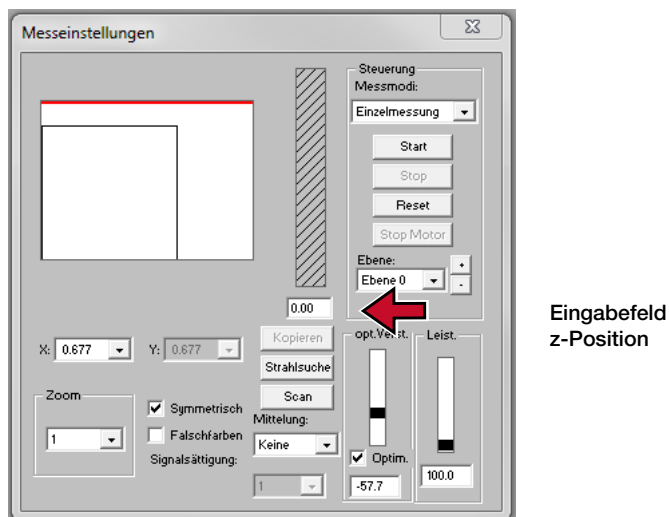 Messeinstellungen
Steuerung
Messmodi:
Einzelmessung
Start
Stop
Reset
Stop Motor
Ebene:
Ebene 0
+
-
0.00
Eingabefeld
z-Position
X: 0.677
Y: 0.677
Kopieren
Strahlsuche
Scan
opt.Verst.
Leist.
Zoom
1
Symmetrisch
Falschfarben
Signalsättigung:
Mittelung:
Keine
1
Optim.
-57.7
100.0